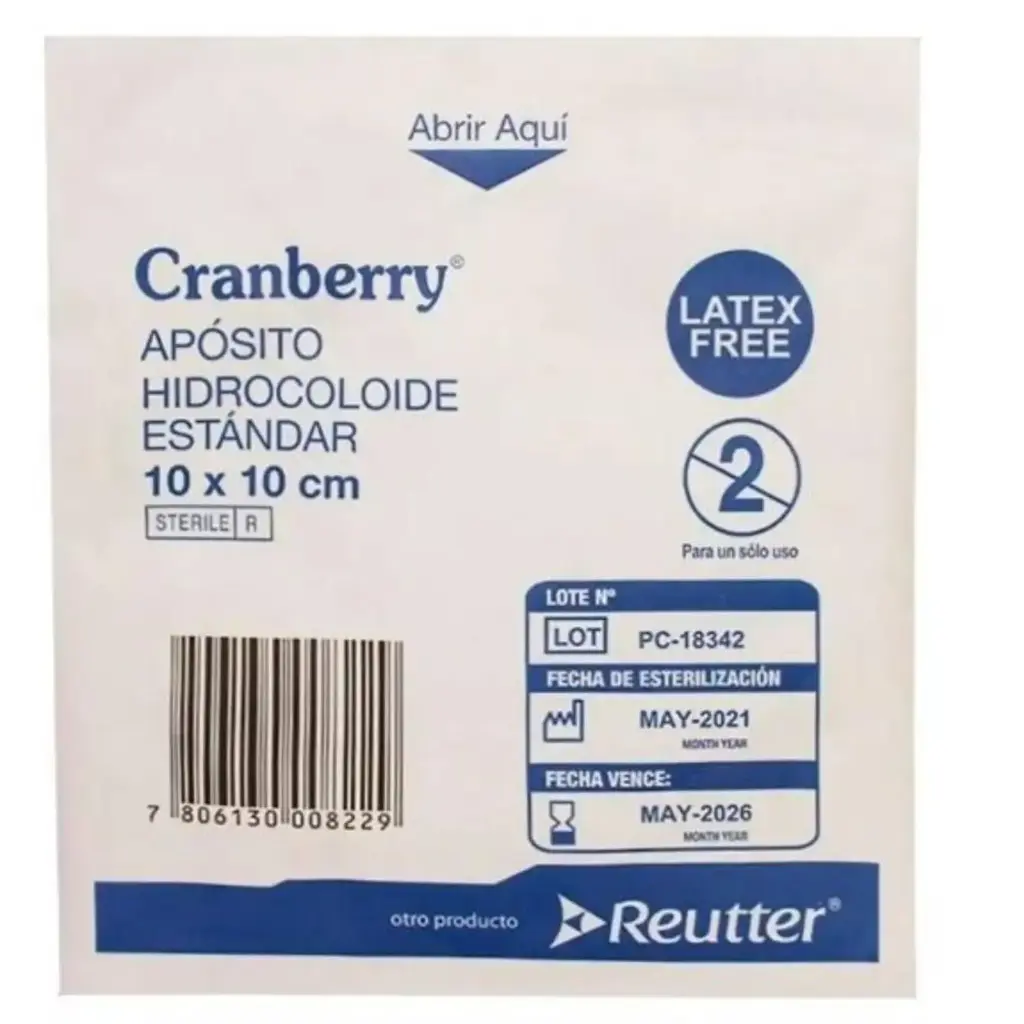 Abrir Aquí
Cranberry®
APÓSITO
HIDROCOLOIDE
ESTÁNDAR
10 x 10 cm
STERILE R
LATEX
FREE
2
Para un sólo uso
LOTE Nº
LOT PC-18342
FECHA DE ESTERILIZACIÓN
MAY-2021
MONTH YEAR
FECHA VENCE:
MAY-2026
MONTH YEAR
7 806130 008229
otro producto Reutter®